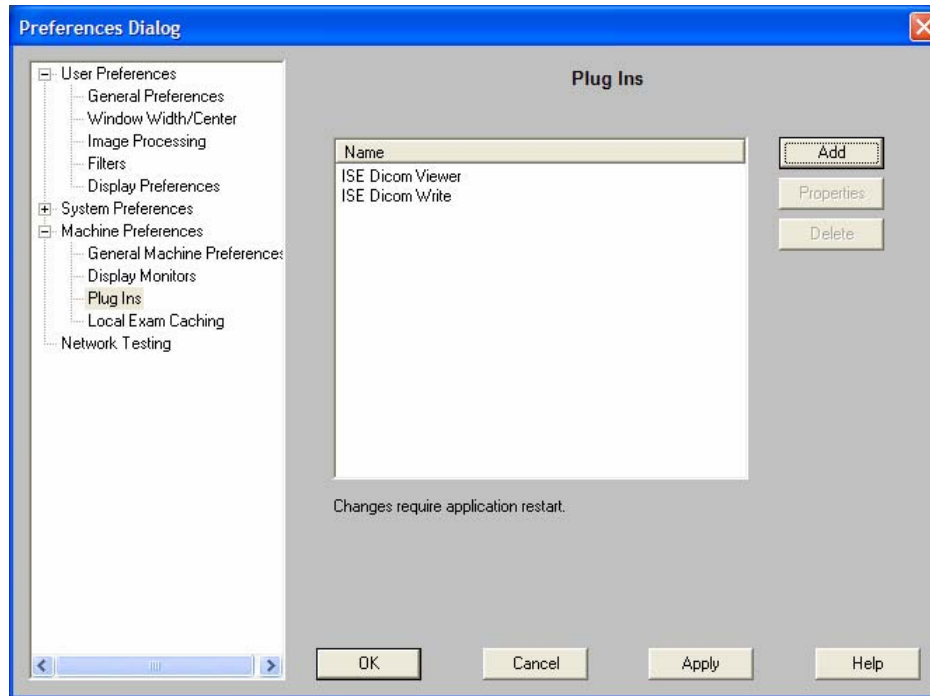 Preferences Dialog
User Preferences
General Preferences
Window Width/Center
Image Processing
Filters
Display Preferences
System Preferences
Machine Preferences
General Machine Preferences
Display Monitors
Plug Ins
Local Exam Caching
Network Testing
Plug Ins
Name
ISE Dicom Viewer
ISE Dicom Write
Add
Properties
Delete
Changes require application restart.
OK
Cancel
Apply
Help